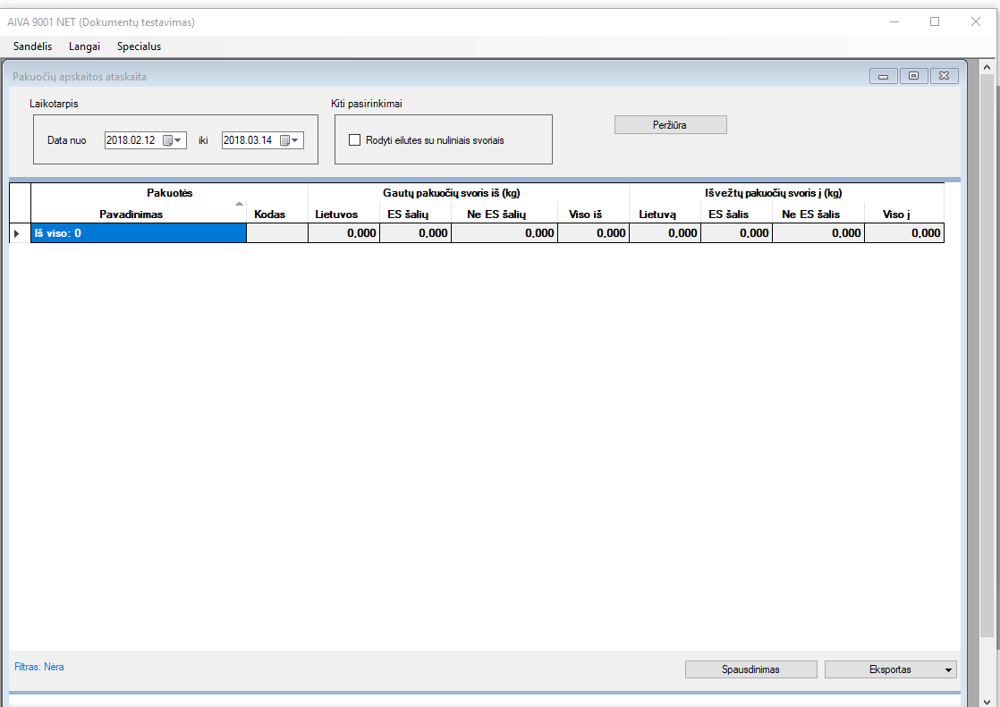 AIVA 9001 NET (Dokumentų testavimas)
Sandėlis Langai Specialus
Pakuočių apskaitos ataskaita
Laikotarpis Kiti pasirinkimai
Data nuo 2018.02.12 iki 2018.03.14 Rodyti eilutes su nuliniais svoriais Peržiūra
Pakuotės Gautų pakuočių svoris iš (kg) Išvežtų pakuočių svoris į (kg)
Pavadinimas Kodas Lietuvos ES šalių Ne ES šalių Viso iš Lietuvą ES šalis Ne ES šalis Viso į
Iš viso: 0 0,000 0,000 0,000 0,000 0,000 0,000 0,000 0,000
Filtras: Nėra Spausdinimas Eksportas